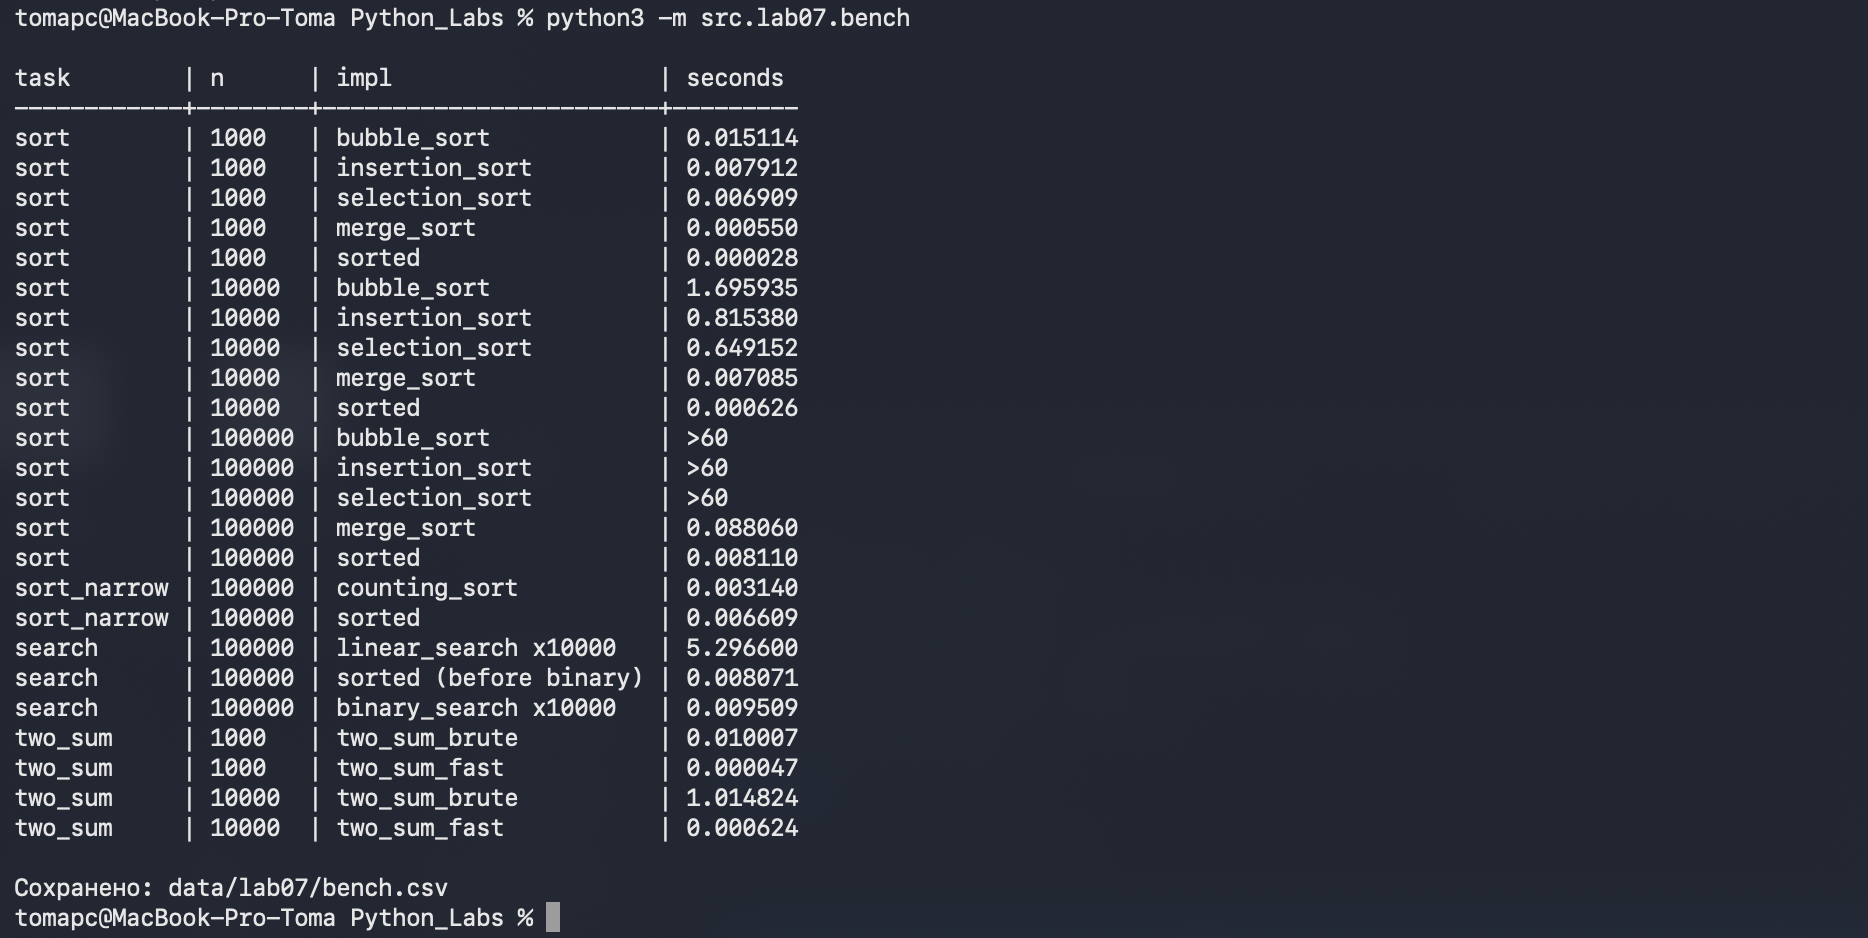 tomapc@MacBook-Pro-Toma Python_Labs % python3 -m src.lab07.bench
task         | n      | impl                   | seconds
-------------+--------+------------------------+---------
sort         | 1000   | bubble_sort            | 0.015114
sort         | 1000   | insertion_sort         | 0.007912
sort         | 1000   | selection_sort         | 0.006909
sort         | 1000   | merge_sort             | 0.000550
sort         | 1000   | sorted                 | 0.000028
sort         | 10000  | bubble_sort            | 1.695935
sort         | 10000  | insertion_sort         | 0.815380
sort         | 10000  | selection_sort         | 0.649152
sort         | 10000  | merge_sort             | 0.007085
sort         | 10000  | sorted                 | 0.000626
sort         | 100000 | bubble_sort            | >60
sort         | 100000 | insertion_sort         | >60
sort         | 100000 | selection_sort         | >60
sort         | 100000 | merge_sort             | 0.088060
sort         | 100000 | sorted                 | 0.008110
sort_narrow  | 100000 | counting_sort          | 0.003140
sort_narrow  | 100000 | sorted                 | 0.006609
search       | 100000 | linear_search x10000   | 5.296600
search       | 100000 | sorted (before binary) | 0.008071
search       | 100000 | binary_search x10000   | 0.009509
two_sum      | 1000   | two_sum_brute          | 0.010007
two_sum      | 1000   | two_sum_fast           | 0.000047
two_sum      | 10000  | two_sum_brute          | 1.014824
two_sum      | 10000  | two_sum_fast           | 0.000624
Сохранено: data/lab07/bench.csv
tomapc@MacBook-Pro-Toma Python_Labs %